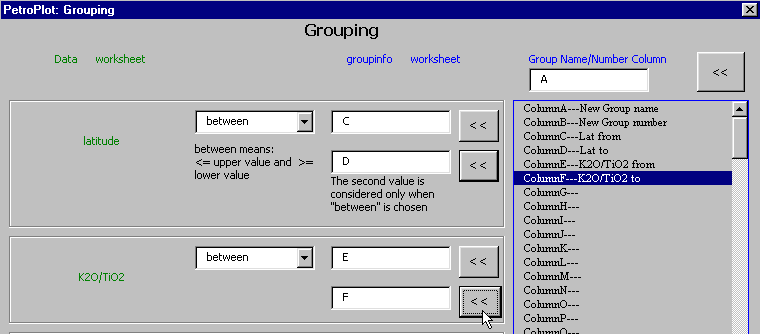 PetroPlot: Grouping
Grouping
Data worksheet
groupinfo worksheet
Group Name/Number Column
A
<<
latitude
between
C
<<
between means:
<= upper value and >=
lower value
D
<<
The second value is
considered only when
"between" is chosen
K2O/TiO2
between
E
<<
F
<<
ColumnA---New Group name
ColumnB---New Group number
ColumnC---Lat from
ColumnD---Lat to
ColumnE---K2O/TiO2 from
ColumnF---K2O/TiO2 to
ColumnG---
ColumnH---
ColumnI---
ColumnJ---
ColumnK---
ColumnL---
ColumnM---
ColumnN---
ColumnO---
ColumnP---
ColumnQ---